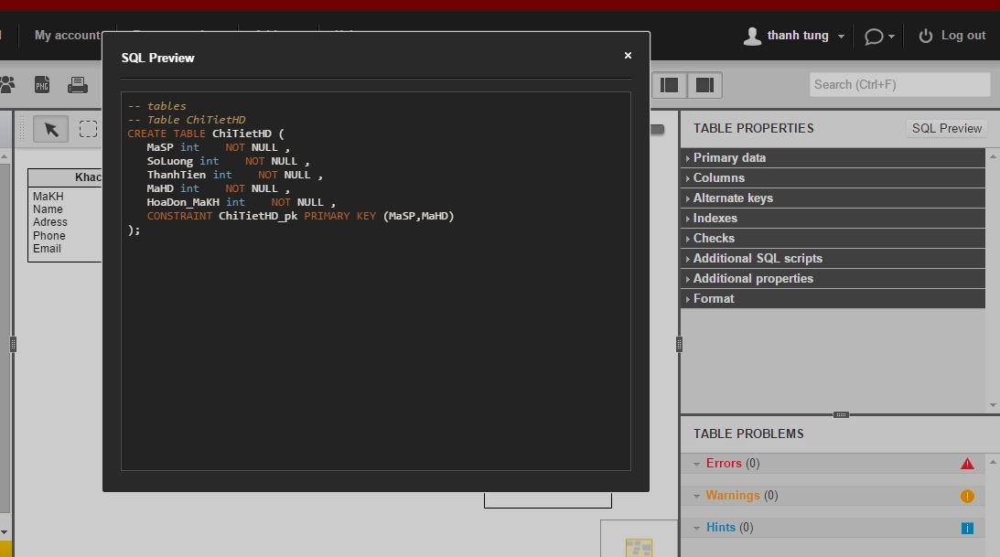 My account
thanh tung
Log out
PNG
Search (Ctrl+F)
SQL Preview
×
-- tables
-- Table ChiTietHD
CREATE TABLE ChiTietHD (
MaSP int NOT NULL ,
SoLuong int NOT NULL ,
ThanhTien int NOT NULL ,
MaHD int NOT NULL ,
HoaDon_MaKH int NOT NULL ,
CONSTRAINT ChiTietHD_pk PRIMARY KEY (MaSP,MaHD)
);
Khac
MaKH
Name
Adress
Phone
Email
TABLE PROPERTIES
SQL Preview
Primary data
Columns
Alternate keys
Indexes
Checks
Additional SQL scripts
Additional properties
Format
TABLE PROBLEMS
Errors (0)
Warnings (0)
Hints (0)